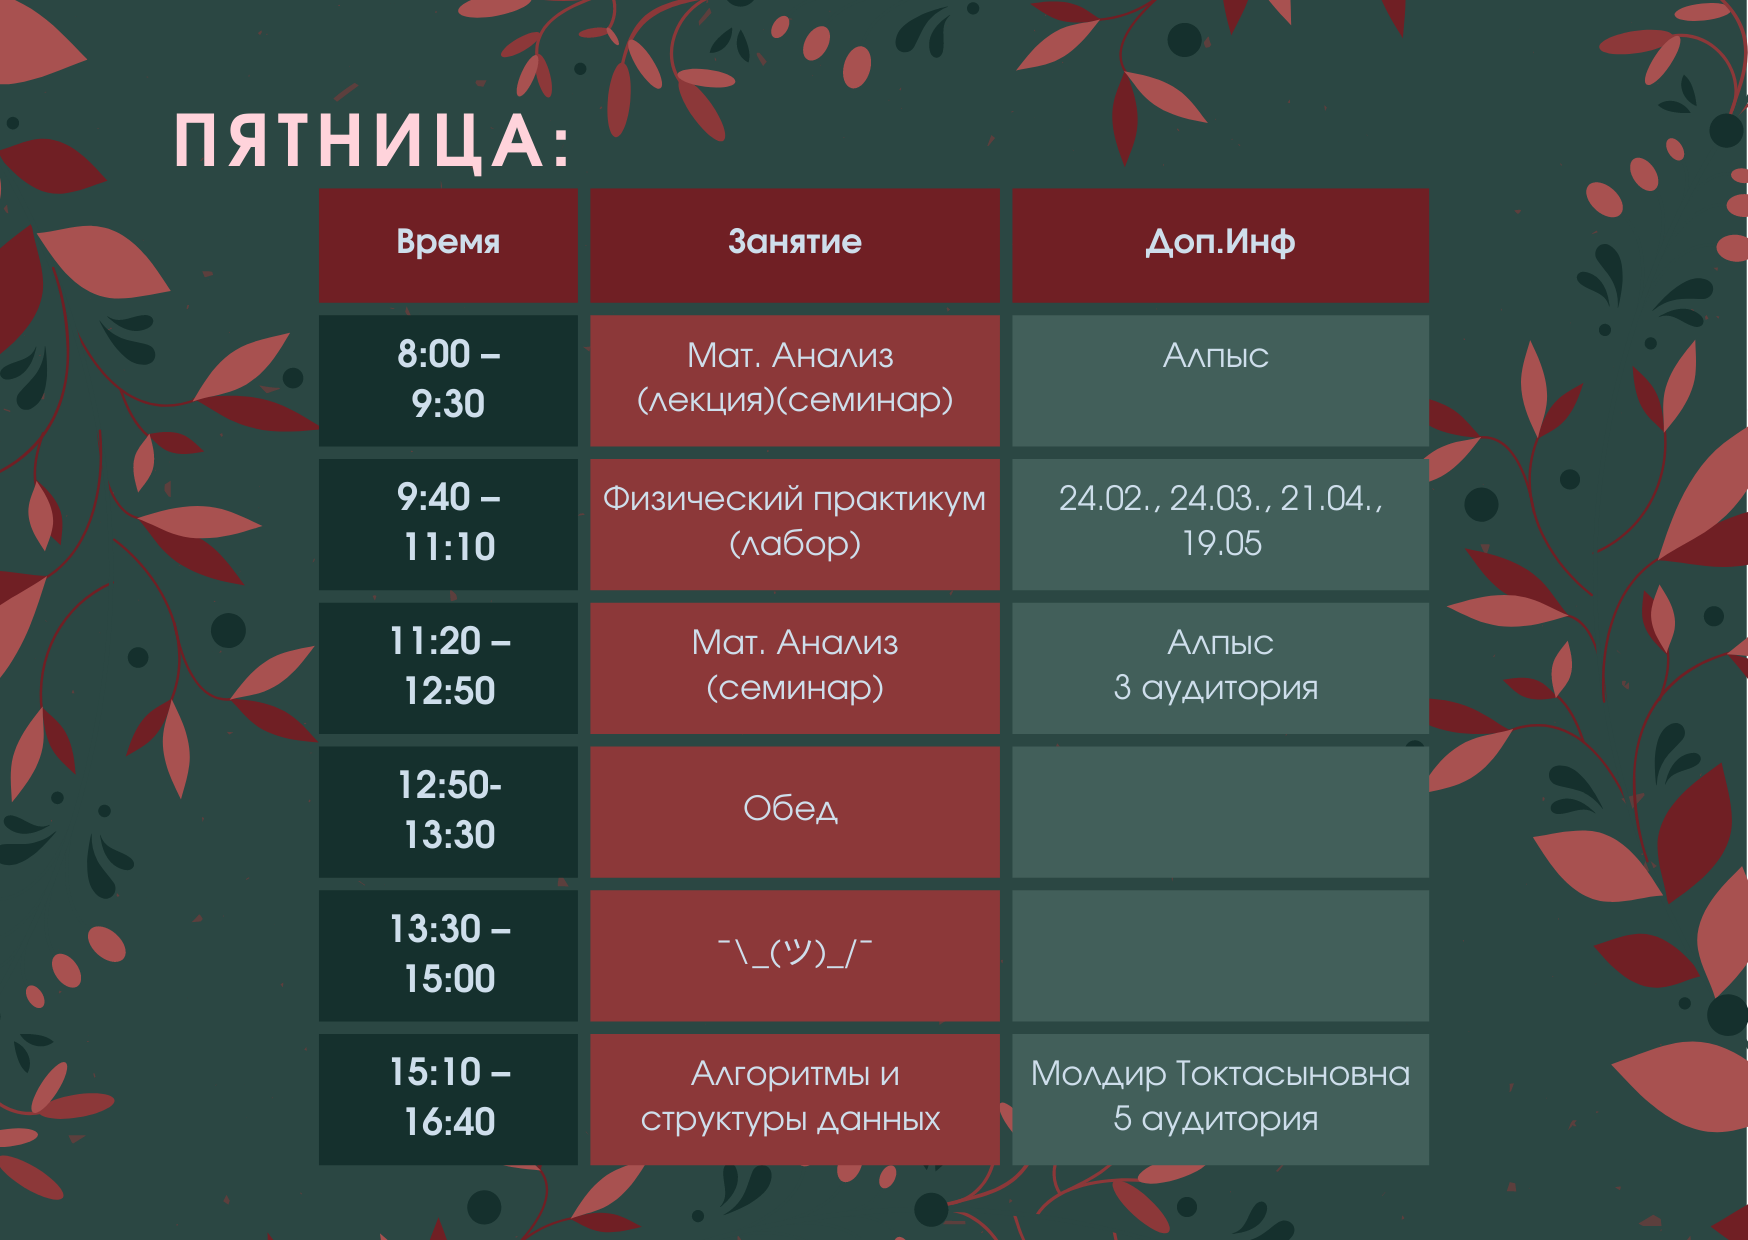 ПЯТНИЦА:
Время
Занятие
Доп.Инф
8:00 –
9:30
Мат. Анализ
(лекция)(семинар)
Алпыс
9:40 –
11:10
Физический практикум
(лабор)
24.02., 24.03., 21.04.,
19.05
11:20 –
12:50
Мат. Анализ
(семинар)
Алпыс
3 аудитория
12:50-
13:30
Обед
13:30 –
15:00
¯\_(ツ)_/¯
15:10 –
16:40
Алгоритмы и
структуры данных
Молдир Токтасыновна
5 аудитория